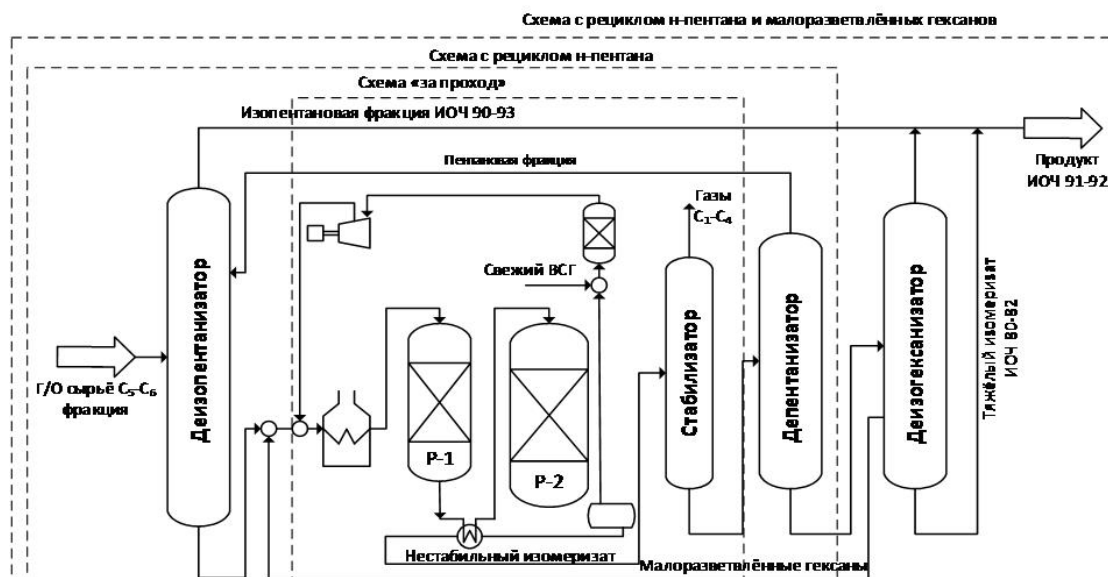 Схема с рециклом н-пентана и малоразветвлённых гексанов
Схема с рециклом н-пентана
Схема «за проход»
Изопентановая фракция ИОЧ 90-93
Пентановая фракция
Продукт
ИОЧ 91-92
Газы
C₁-C₄
Свежий ВСГ
Г/О сырьё C₅-C₆
фракция
Деизопентанизатор
Р-1
Р-2
Стабилизатор
Депентанизатор
Деизогексанизатор
Тяжёлый изомеризат
ИОЧ 80-82
Нестабильный изомеризат
Малоразветвлённые гексаны